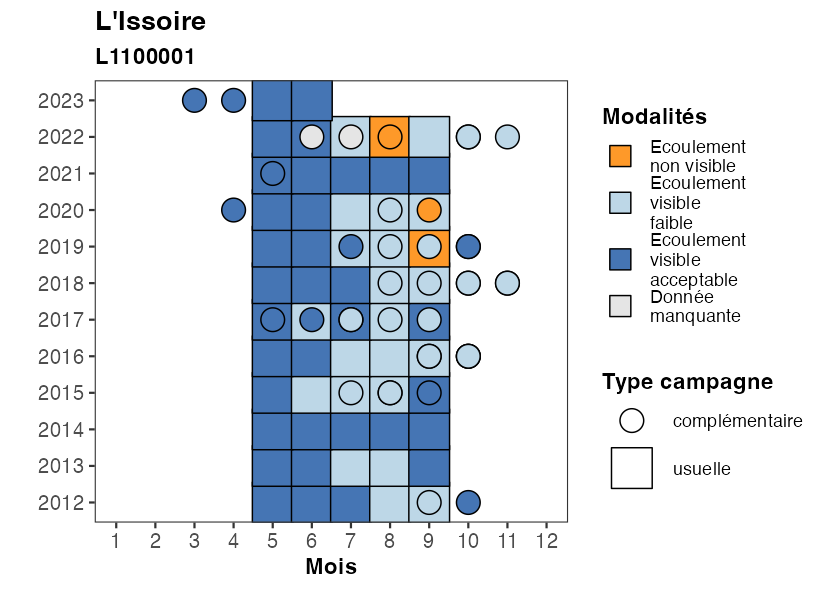 L'Issoire
L1100001
2023
2022
2021
2020
2019
2018
2017
2016
2015
2014
2013
2012
1 2 3 4 5 6 7 8 9 10 11 12
Mois
Modalités
Ecoulement
non visible
Ecoulement
visible
faible
Ecoulement
visible
acceptable
Donnée
manquante
Type campagne
complémentaire
usuelle